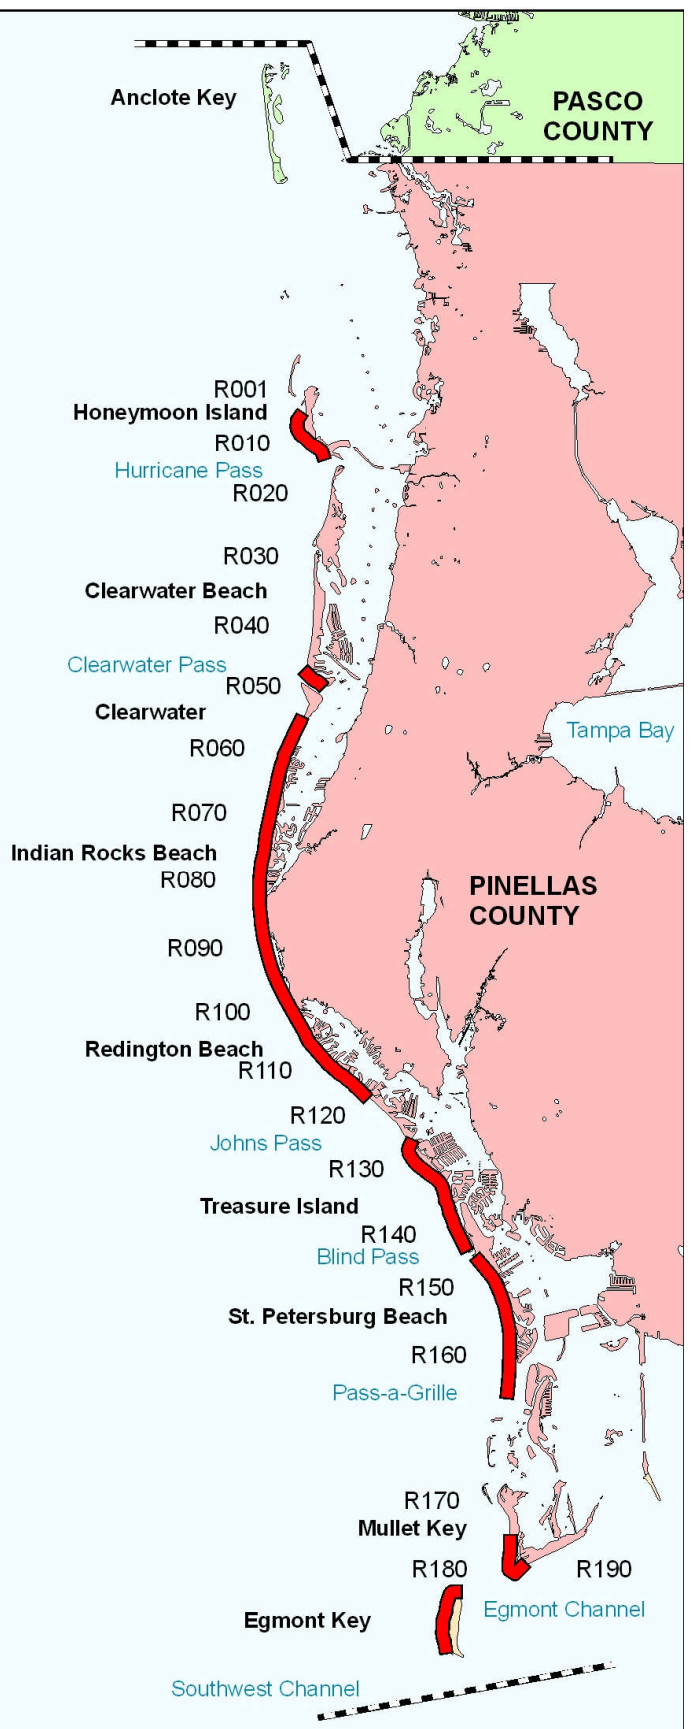 Anclote Key
PASCO
COUNTY
R001
Honeymoon Island
R010
Hurricane Pass
R020
R030
Clearwater Beach
R040
Clearwater Pass
R050
Clearwater
Tampa Bay
R060
R070
Indian Rocks Beach
R080
PINELLAS
COUNTY
R090
R100
Redington Beach
R110
R120
Johns Pass
R130
Treasure Island
R140
Blind Pass
R150
St. Petersburg Beach
R160
Pass-a-Grille
R170
Mullet Key
R180
R190
Egmont Channel
Egmont Key
Southwest Channel